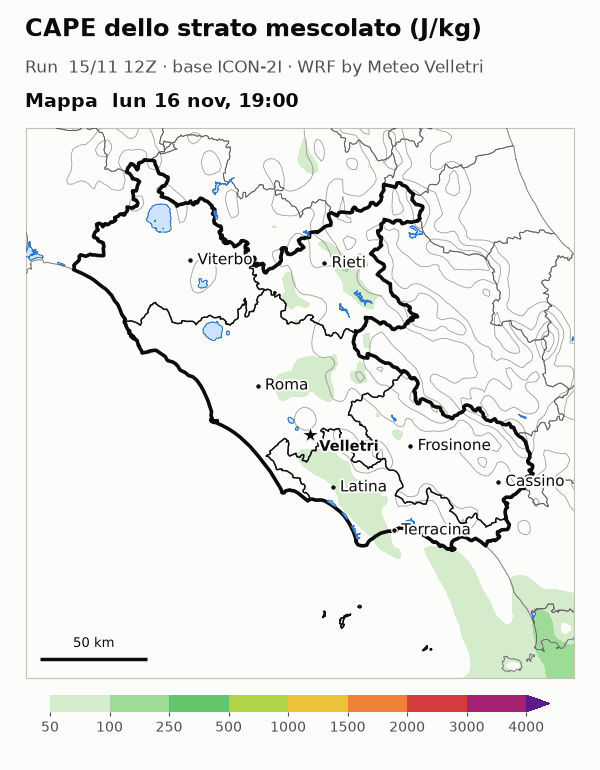 CAPE dello strato mescolato (J/kg)
Run  15/11 12Z · base ICON-2I · WRF by Meteo Velletri
Mappa  lun 16 nov, 19:00
Viterbo
Rieti
Roma
Velletri
Frosinone
Latina
Cassino
Terracina
50 km
50 100 250 500 1000 1500 2000 3000 4000